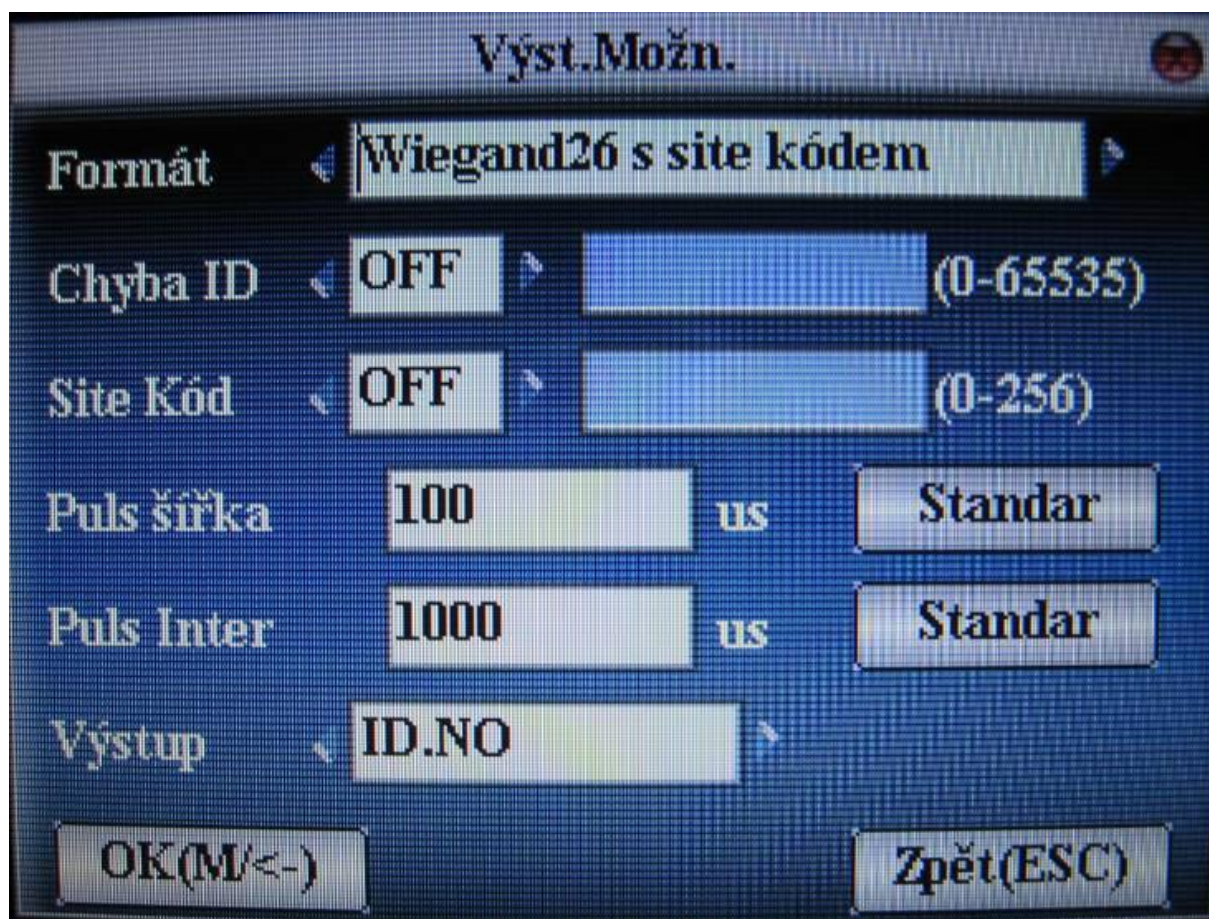 Výst.Možn.
Formát Wiegand26 s site kódem
Chyba ID OFF (0-65535)
Site Kód OFF (0-256)
Puls šířka 100 us Standar
Puls Inter 1000 us Standar
Výstup ID.NO
OK(M/<-) Zpět(ESC)